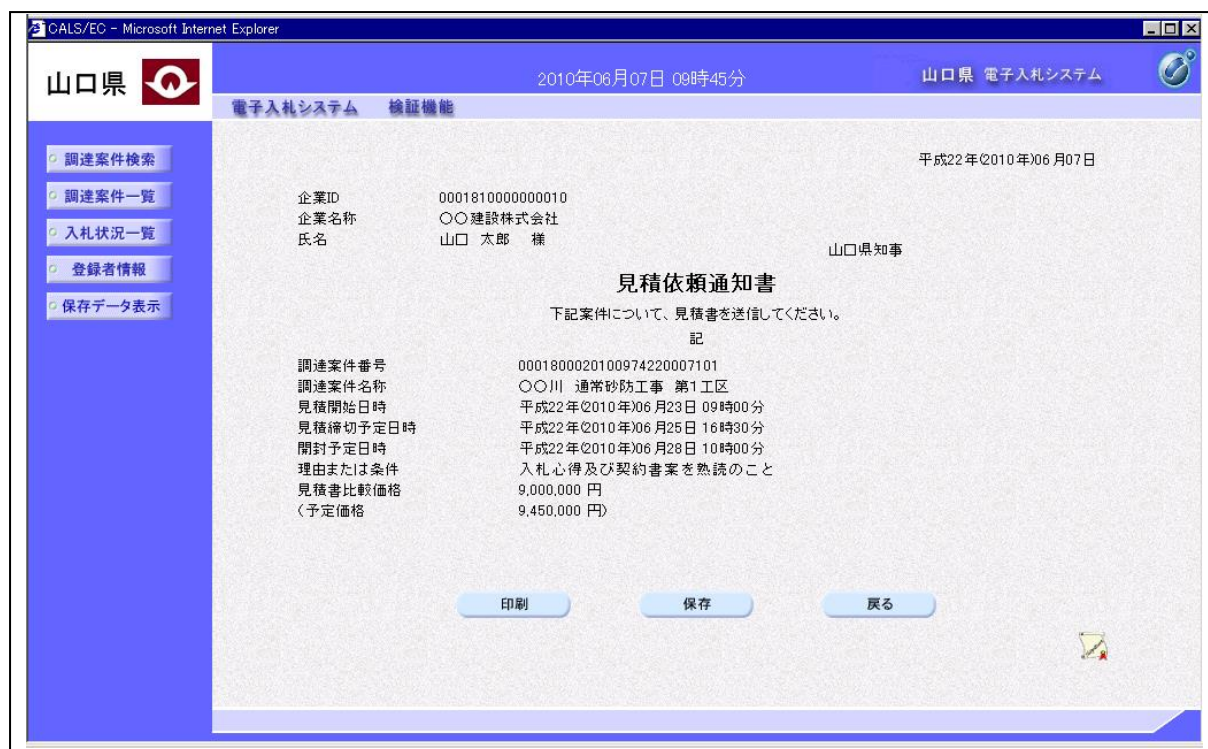 CALS/EC - Microsoft Internet Explorer
山口県
2010年06月07日 09時45分
山口県 電子入札システム
電子入札システム 検証機能
調達案件検索
調達案件一覧
入札状況一覧
登録者情報
保存データ表示
平成22年(2010年)06月07日
企業ID 0001810000000010
企業名称 〇〇建設株式会社
氏名 山口 太郎 様
山口県知事
見積依頼通知書
下記案件について、見積書を送信してください。
記
調達案件番号 0001800020100974220007101
調達案件名称 〇〇川 通常砂防工事 第1工区
見積開始日時 平成22年(2010年)06月23日 09時00分
見積締切予定日時 平成22年(2010年)06月25日 16時30分
開封予定日時 平成22年(2010年)06月28日 10時00分
理由または条件 入札心得及び契約書案を熟読のこと
見積書比較価格 9,000,000 円
(予定価格 9,450,000 円)
印刷 保存 戻る